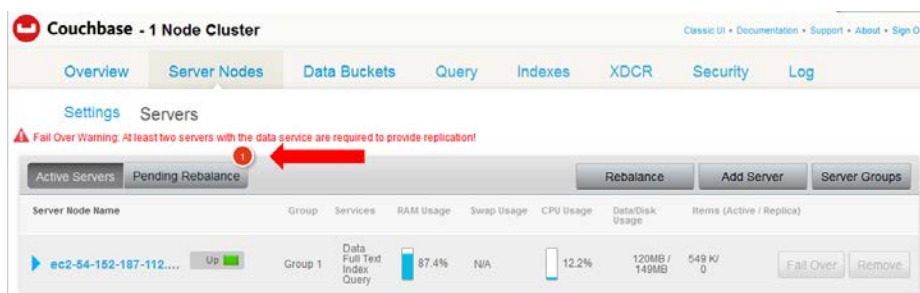 Couchbase - 1 Node Cluster
Classic UI • Documentation • Support • About • Sign O
Overview Server Nodes Data Buckets Query Indexes XDCR Security Log
Settings Servers
Fail Over Warning: At least two servers with the data service are required to provide replication!
1
Active Servers Pending Rebalance Rebalance Add Server Server Groups
Server Node Name Group Services RAM Usage Swap Usage CPU Usage Data/Disk Usage Items (Active / Replica)
ec2-54-152-187-112.... Up Group 1 Data Full Text Index Query 87.4% N/A 12.2% 120MB / 149MB 549 K/ 0 Fail Over Remove